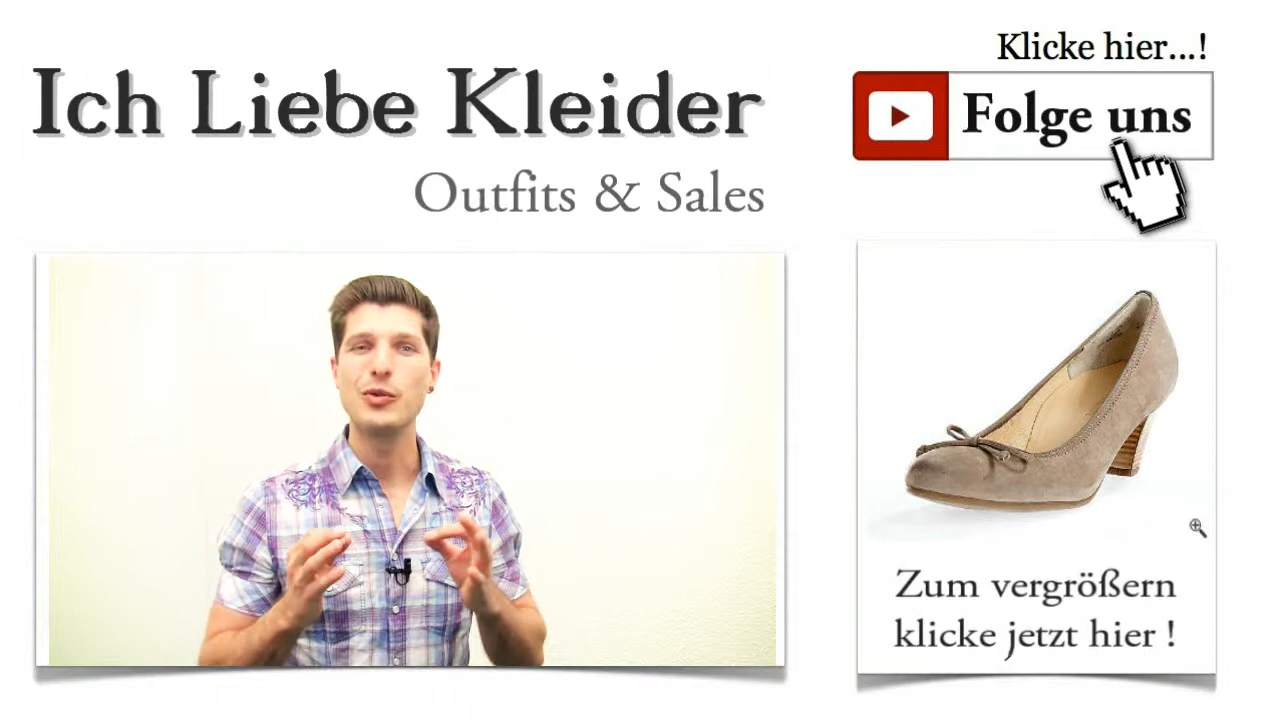 Ich Liebe Kleider
Outfits & Sales
Klicke hier...!
Folge uns
Zum vergrößern
klicke jetzt hier !